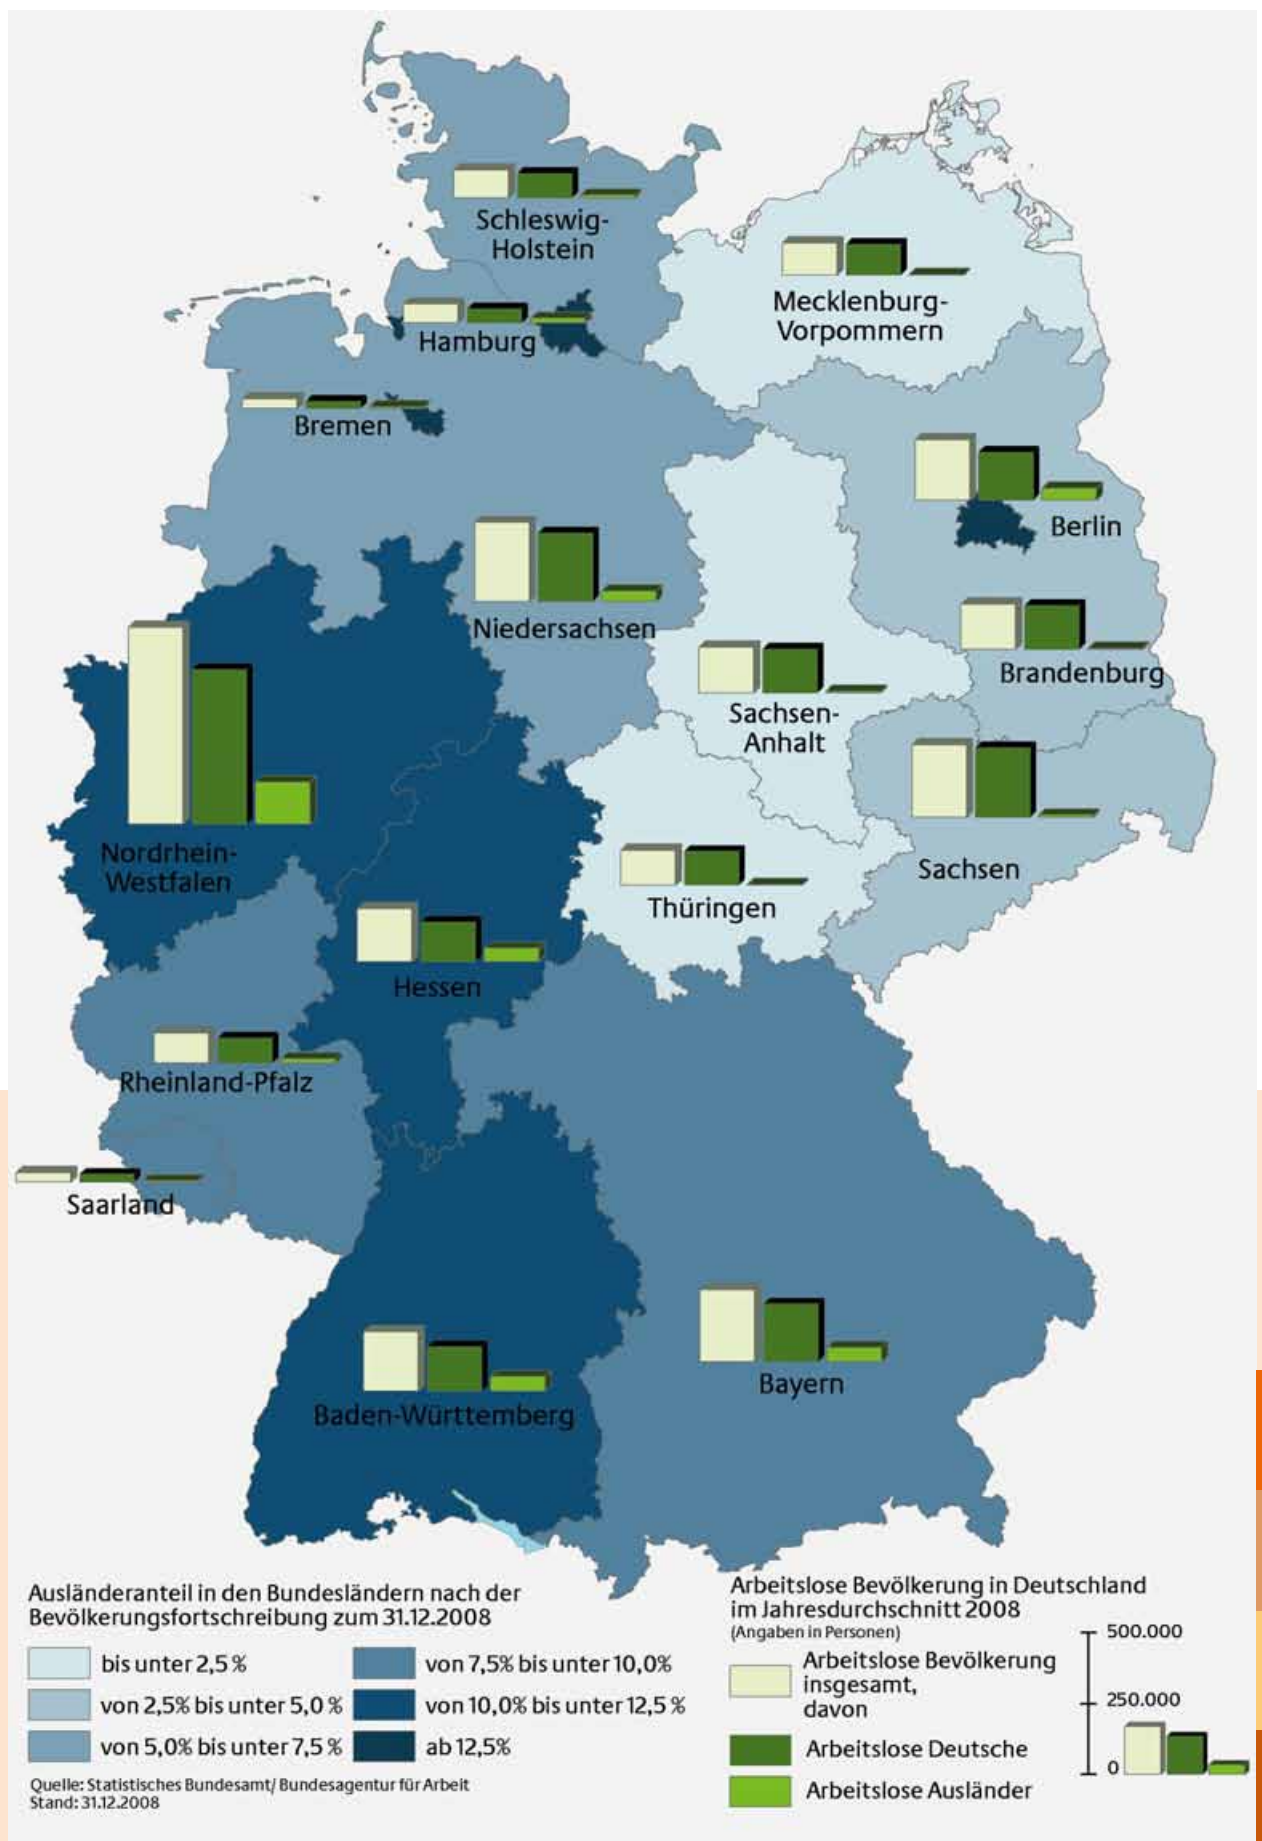 Schleswig-
Holstein
Mecklenburg-
Vorpommern
Hamburg
Bremen
Berlin
Niedersachsen
Brandenburg
Sachsen-
Anhalt
Nordrhein-
Westfalen
Sachsen
Thüringen
Hessen
Rheinland-Pfalz
Saarland
Bayern
Baden-Württemberg
Ausländeranteil in den Bundesländern nach der
Bevölkerungsfortschreibung zum 31.12.2008
bis unter 2,5 %
von 2,5% bis unter 5,0 %
von 5,0% bis unter 7,5 %
von 7,5% bis unter 10,0%
von 10,0% bis unter 12,5 %
ab 12,5%
Quelle: Statistisches Bundesamt/ Bundesagentur für Arbeit
Stand: 31.12.2008
Arbeitslose Bevölkerung in Deutschland
im Jahresdurchschnitt 2008
(Angaben in Personen)
Arbeitslose Bevölkerung
insgesamt,
davon
Arbeitslose Deutsche
Arbeitslose Ausländer
500.000
250.000
0